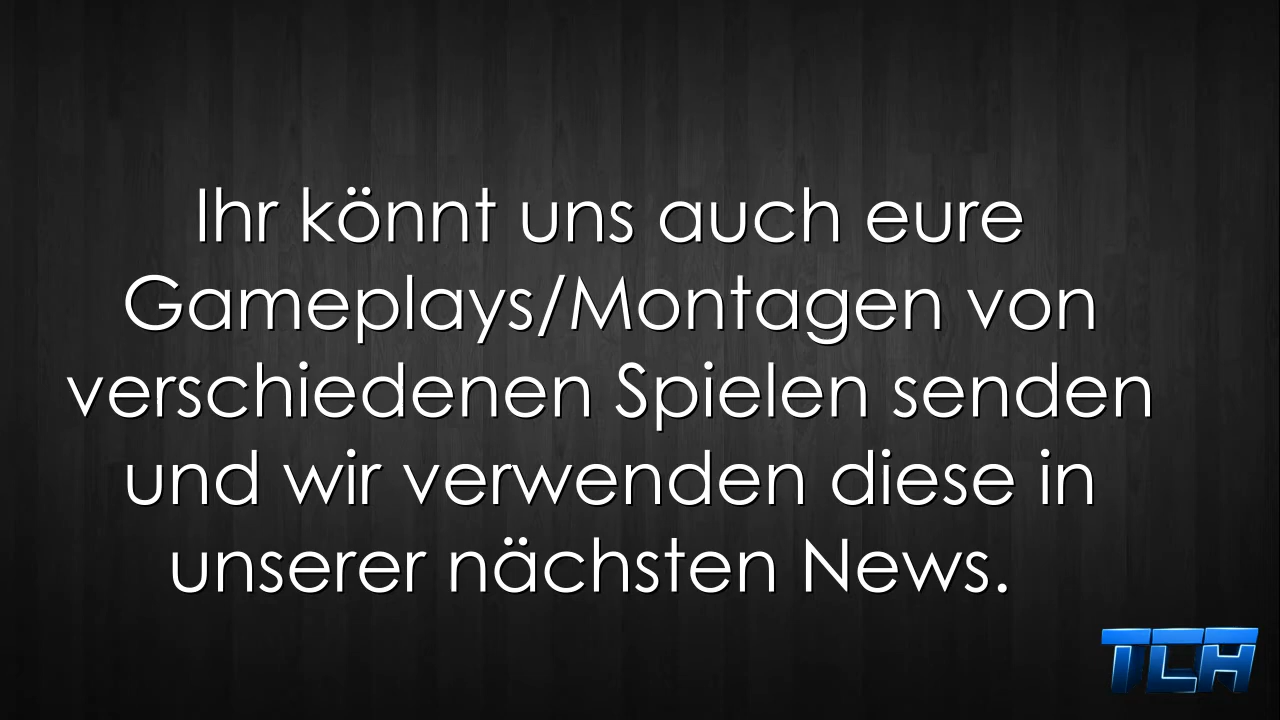 Ihr könnt uns auch eure
Gameplays/Montagen von
verschiedenen Spielen senden
und wir verwenden diese in
unserer nächsten News.
TCH